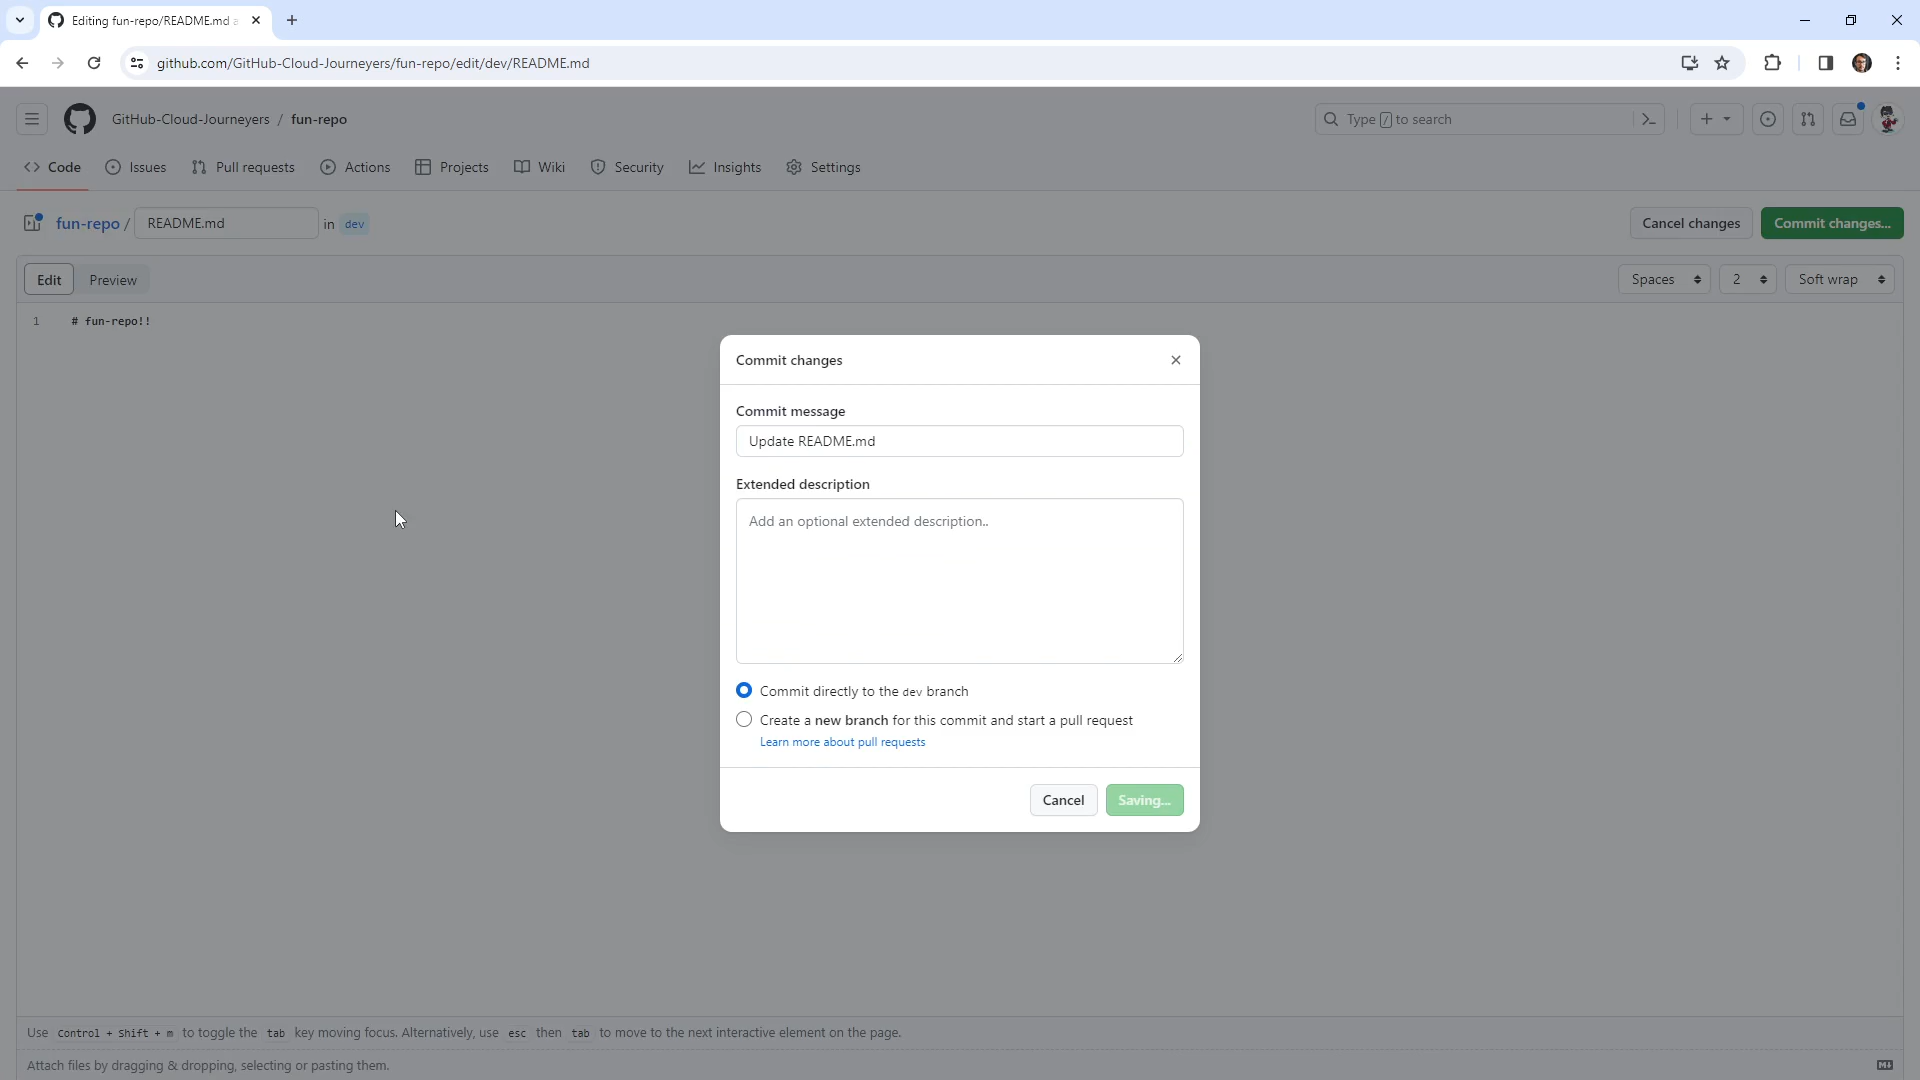 Editing fun-repo/README.md a
github.com/GitHub-Cloud-Journeyers/fun-repo/edit/dev/README.md
GitHub-Cloud-Journeyers / fun-repo
Type / to search
Code Issues Pull requests Actions Projects Wiki Security Insights Settings
fun-repo / README.md in dev
Cancel changes Commit changes...
Edit Preview
Spaces 2 Soft wrap
1 # fun-repo!!
Commit changes
Commit message
Update README.md
Extended description
Add an optional extended description..
Commit directly to the dev branch
Create a new branch for this commit and start a pull request
Learn more about pull requests
Cancel Saving...
Use Control + Shift + m to toggle the tab key moving focus. Alternatively, use esc then tab to move to the next interactive element on the page.
Attach files by dragging & dropping, selecting or pasting them.